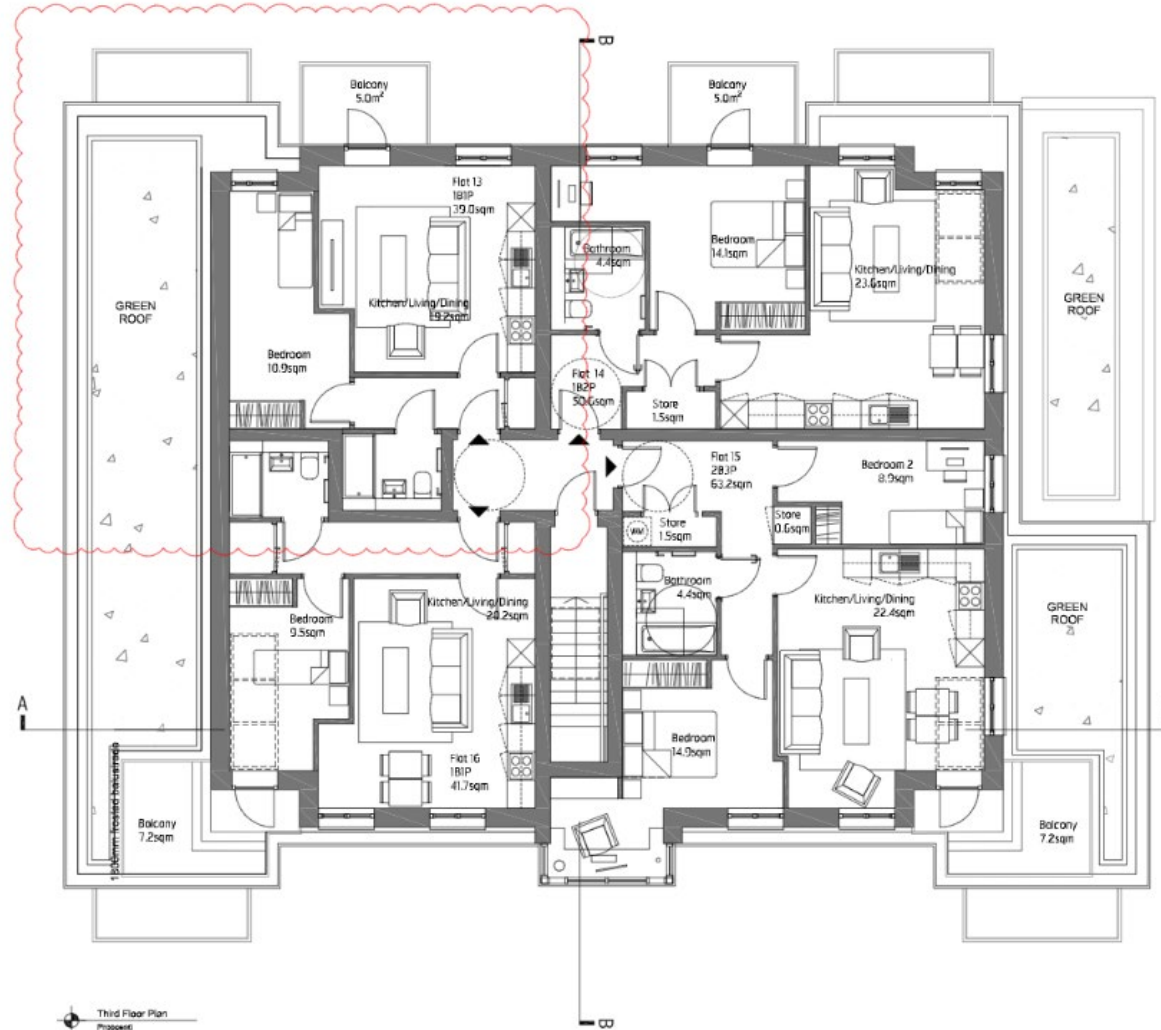 B
Balcony
5.0m²
Balcony
5.0m²
Flat 13
1B1P
39.0sqm
Kitchen/Living/Dining
19.2sqm
Bedroom
10.9sqm
GREEN
ROOF
Bathroom
4.4sqm
Bedroom
14.1sqm
Kitchen/Living/Dining
23.6sqm
GREEN
ROOF
Flat 14
1B2P
50.6sqm
Store
1.5sqm
Flat 15
2B3P
63.2sqm
Bedroom 2
8.9sqm
Store
1.5sqm
Store
0.6sqm
WM
Bathroom
4.4sqm
Kitchen/Living/Dining
22.4sqm
GREEN
ROOF
Kitchen/Living/Dining
20.2sqm
Bedroom
9.5sqm
A
Bedroom
14.9sqm
Flat 16
1B1P
41.7sqm
1800mm frosted balustrade
Balcony
7.2sqm
Balcony
7.2sqm
Third Floor Plan
Proposed
B